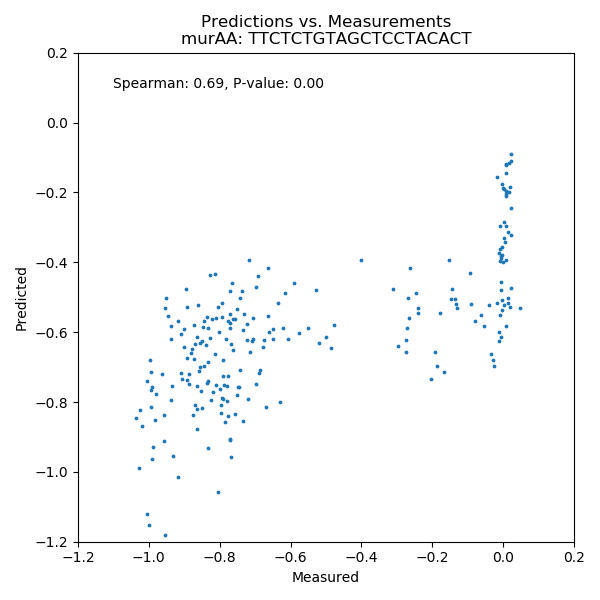 Predictions vs. Measurements
murAA: TTCTCTGTAGCTCCTACACT
Spearman: 0.69, P-value: 0.00
0.2
0.0
−0.2
−0.4
−0.6
−0.8
−1.0
−1.2
Predicted
−1.2 −1.0 −0.8 −0.6 −0.4 −0.2 0.0 0.2
Measured